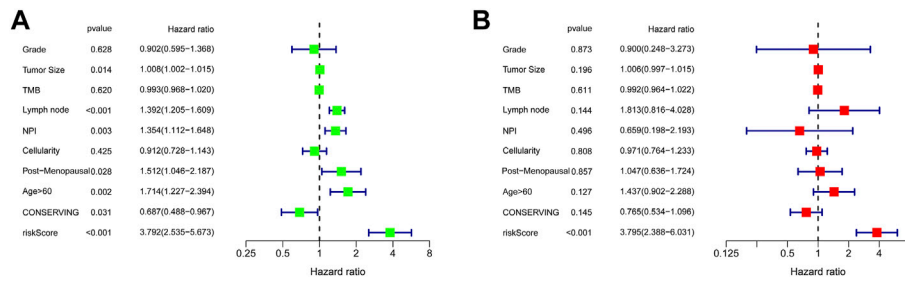 A
pvalue Hazard ratio
Grade 0.628 0.902(0.595−1.368)
Tumor Size 0.014 1.008(1.002−1.015)
TMB 0.620 0.993(0.968−1.020)
Lymph node <0.001 1.392(1.205−1.609)
NPI 0.003 1.354(1.112−1.648)
Cellularity 0.425 0.912(0.728−1.143)
Post−Menopausal 0.028 1.512(1.046−2.187)
Age>60 0.002 1.714(1.227−2.394)
CONSERVING 0.031 0.687(0.488−0.967)
riskScore <0.001 3.792(2.535−5.673)
0.25 0.5 1 2 4 8
Hazard ratio
B
pvalue Hazard ratio
Grade 0.873 0.900(0.248−3.273)
Tumor Size 0.196 1.006(0.997−1.015)
TMB 0.611 0.992(0.964−1.022)
Lymph node 0.144 1.813(0.816−4.028)
NPI 0.496 0.659(0.198−2.193)
Cellularity 0.808 0.971(0.764−1.233)
Post−Menopausal 0.857 1.047(0.636−1.724)
Age>60 0.127 1.437(0.902−2.288)
CONSERVING 0.145 0.765(0.534−1.096)
riskScore <0.001 3.795(2.388−6.031)
0.125 0.5 1 2 4
Hazard ratio